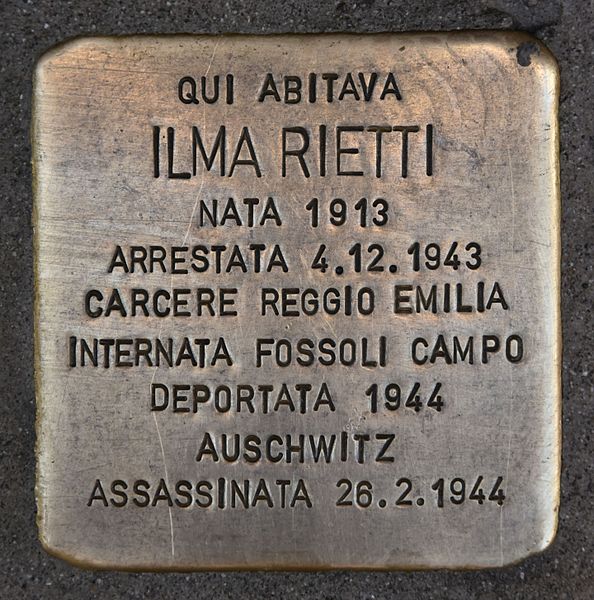 QUI ABITAVA
ILMA RIETTI
NATA 1913
ARRESTATA 4.12.1943
CARCERE REGGIO EMILIA
INTERNATA FOSSOLI CAMPO
DEPORTATA 1944
AUSCHWITZ
ASSASSINATA 26.2.1944